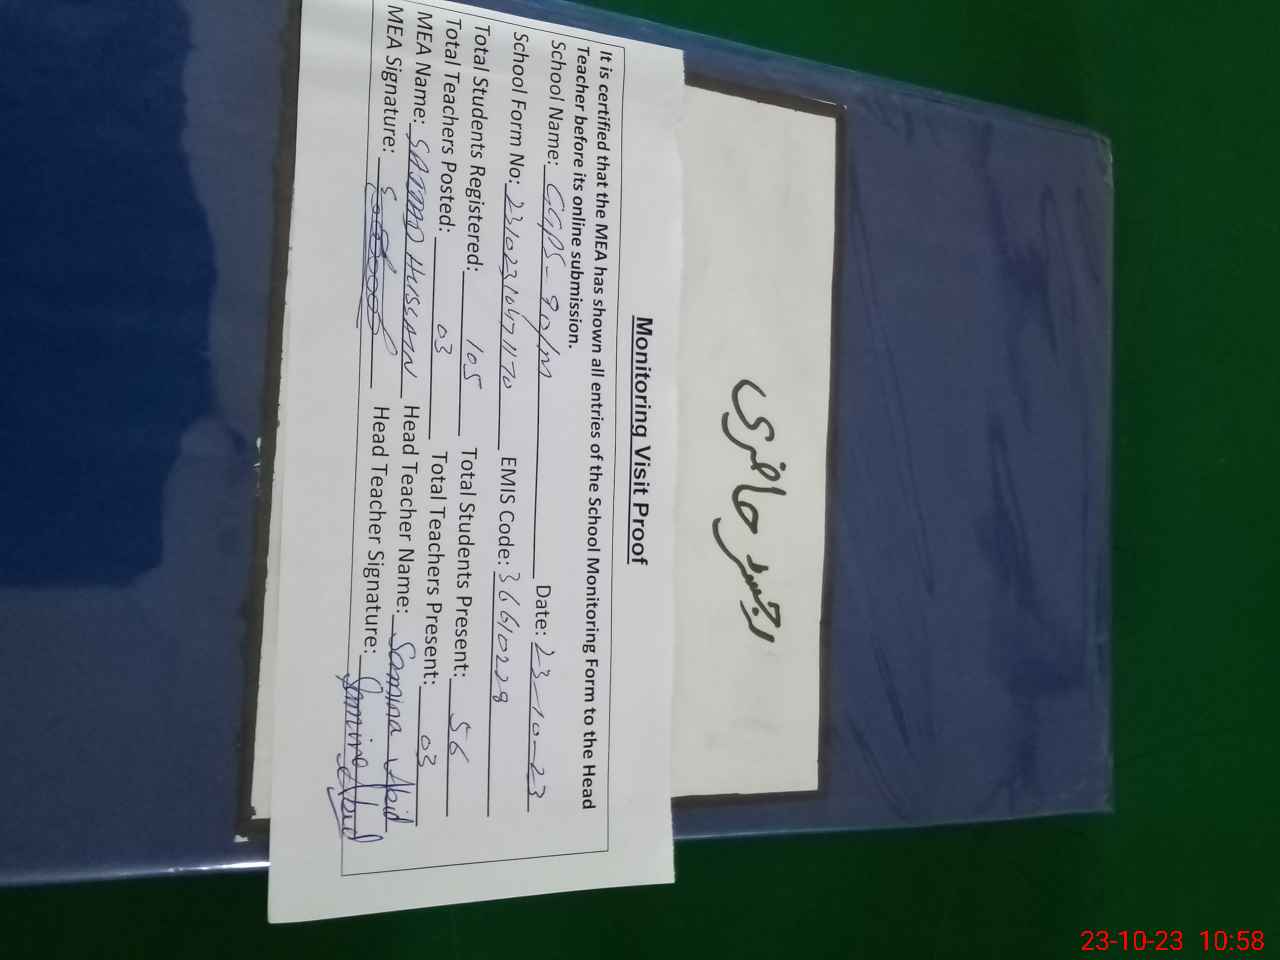 رجسٹر حاضری
Monitoring Visit Proof
It is certified that the MEA has shown all entries of the School Monitoring Form to the Head
Teacher before its online submission.
School Name: GGPS - 90/M Date: 23-10-23
School Form No: EMIS Code: 36610228
Total Students Registered: 105 Total Students Present: 56
Total Teachers Posted: 03 Total Teachers Present: 03
MEA Name: SAJJAD HUSSAIN Head Teacher Name: Samina Abid
MEA Signature: Head Teacher Signature: Samina Abid
23-10-23 10:58